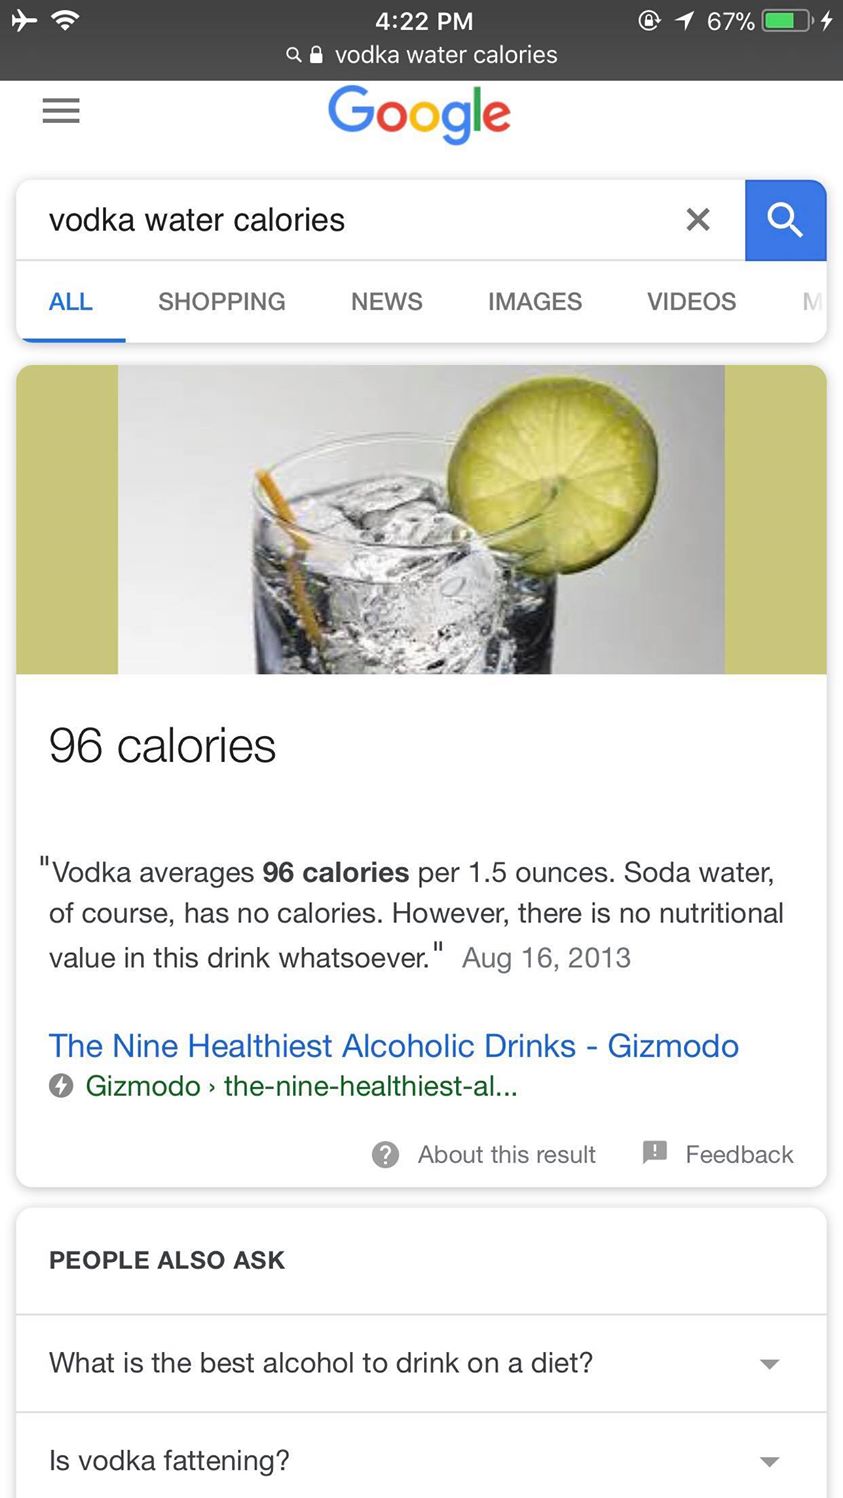 4:22 PM
67%
vodka water calories
Google
vodka water calories
ALL SHOPPING NEWS IMAGES VIDEOS M
96 calories
"Vodka averages 96 calories per 1.5 ounces. Soda water,
of course, has no calories. However, there is no nutritional
value in this drink whatsoever." Aug 16, 2013
The Nine Healthiest Alcoholic Drinks - Gizmodo
Gizmodo › the-nine-healthiest-al...
About this result
Feedback
PEOPLE ALSO ASK
What is the best alcohol to drink on a diet?
Is vodka fattening?